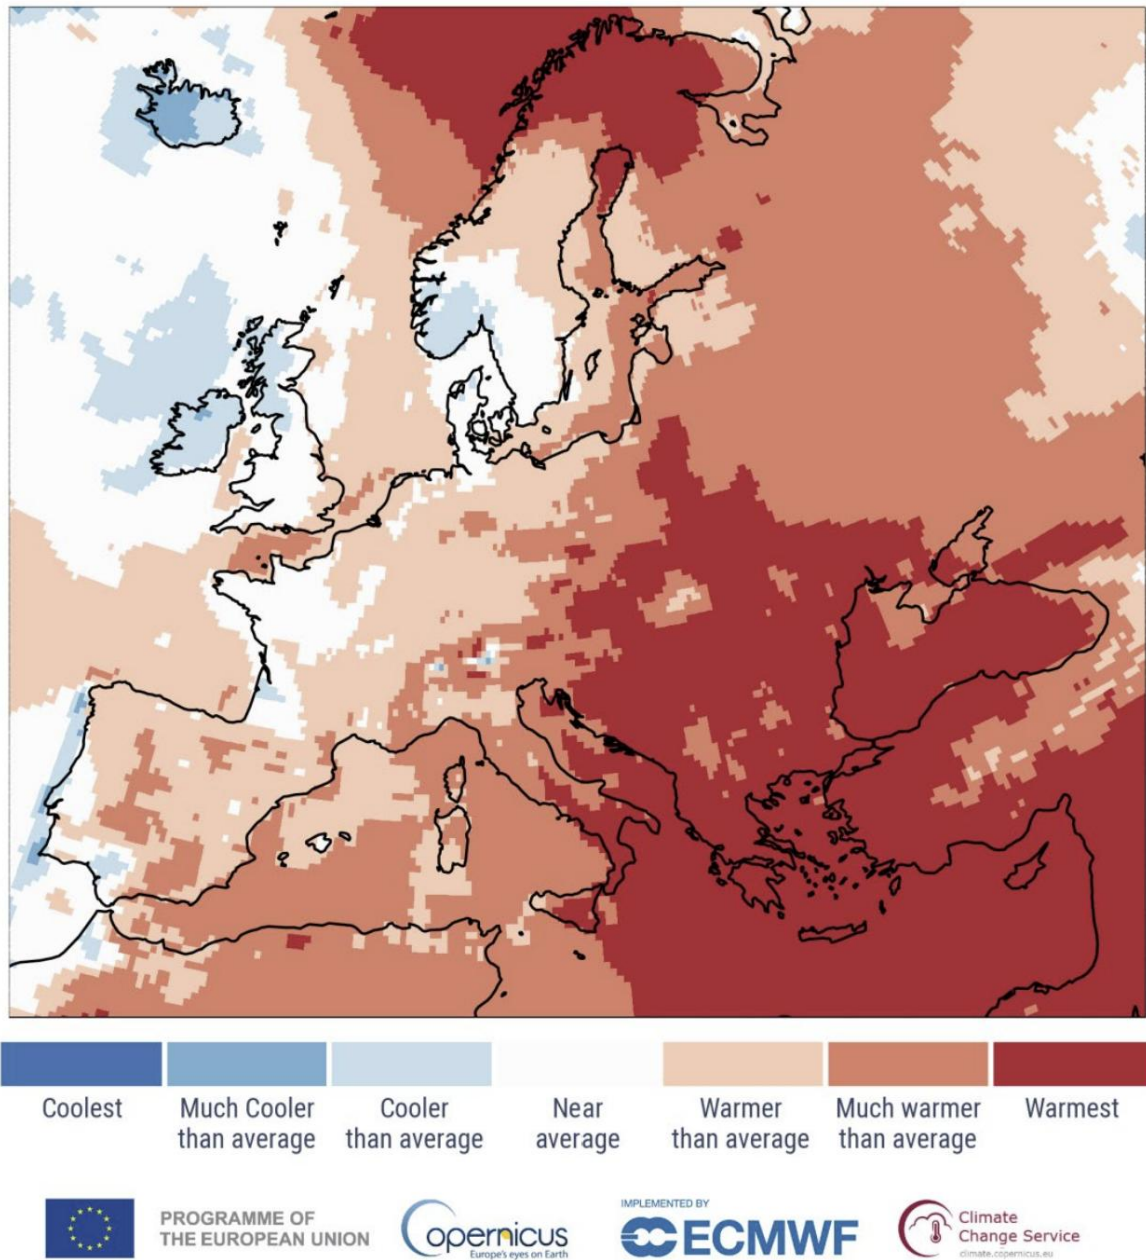 Coolest
Much Cooler
than average
Cooler
than average
Near
average
Warmer
than average
Much warmer
than average
Warmest
PROGRAMME OF
THE EUROPEAN UNION
opernicus
Europe's eyes on Earth
IMPLEMENTED BY
ECMWF
Climate
Change Service
climate.copernicus.eu